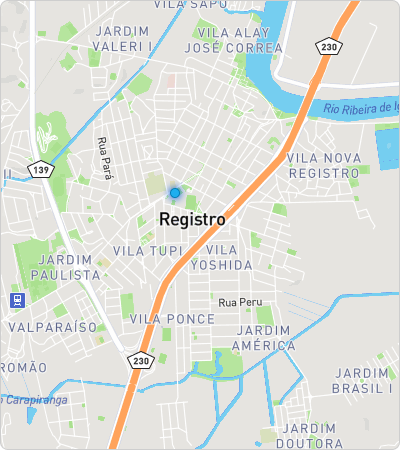 VILA SAPO
JARDIM
VALERI I
VILA ALAY
JOSÉ CORREA
230
Rio Ribeira de Ig
Rua Pará
139
VILA NOVA
REGISTRO
II
Registro
VILA TUPI
VILA
YOSHIDA
JARDIM
PAULISTA
Rua Peru
VALPARAÍSO
VILA PONCE
JARDIM
AMÉRICA
230
ROMÃO
JARDIM
BRASIL I
o Carapiranga
JARDIM
DOUTORA